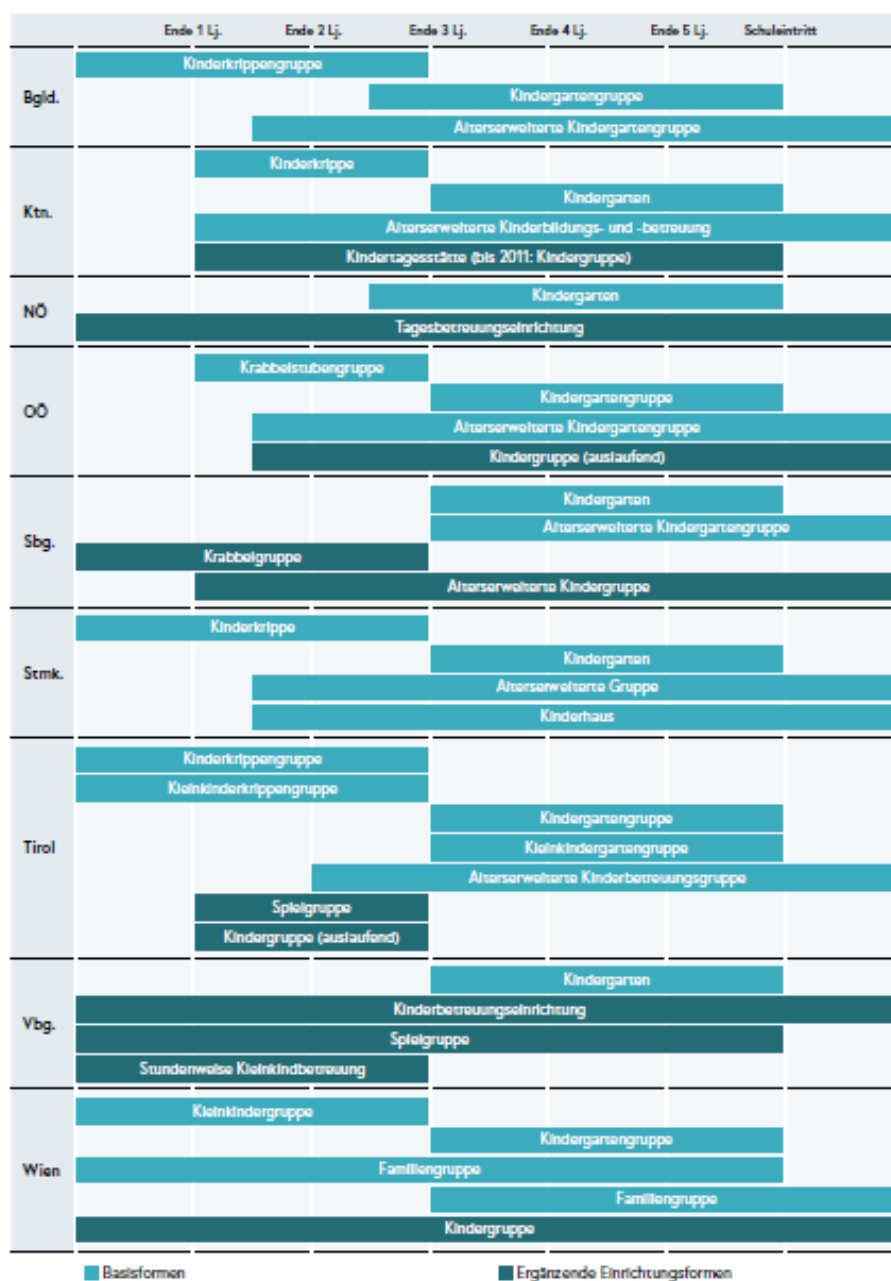 Ende 1 Lj. Ende 2 Lj. Ende 3 Lj. Ende 4 Lj. Ende 5 Lj. Schuleintritt
Bgld.
Kinderkrippengruppe
Kindergartengruppe
Alterserweiterte Kindergartengruppe
Ktn.
Kinderkrippe
Kindergarten
Alterserweiterte Kinderbildungs- und -betreuung
Kindertagesstätte (bis 2011: Kindergruppe)
NÖ
Kindergarten
Tagesbetreuungseinrichtung
OÖ
Krabbelstubengruppe
Kindergartengruppe
Alterserweiterte Kindergartengruppe
Kindergruppe (auslaufend)
Sbg.
Kindergarten
Alterserweiterte Kindergartengruppe
Krabbelgruppe
Alterserweiterte Kindergruppe
Stmk.
Kinderkrippe
Kindergarten
Alterserweiterte Gruppe
Kinderhaus
Tirol
Kinderkrippengruppe
Kleinkinderkrippengruppe
Kindergartengruppe
Kleinkindergartengruppe
Alterserweiterte Kinderbetreuungsgruppe
Spielgruppe
Kindergruppe (auslaufend)
Vbg.
Kindergarten
Kinderbetreuungseinrichtung
Spielgruppe
Stundenweise Kleinkindbetreuung
Wien
Kleinkindergruppe
Kindergartengruppe
Familiengruppe
Familiengruppe
Kindergruppe
Basisformen Ergänzende Einrichtungsformen